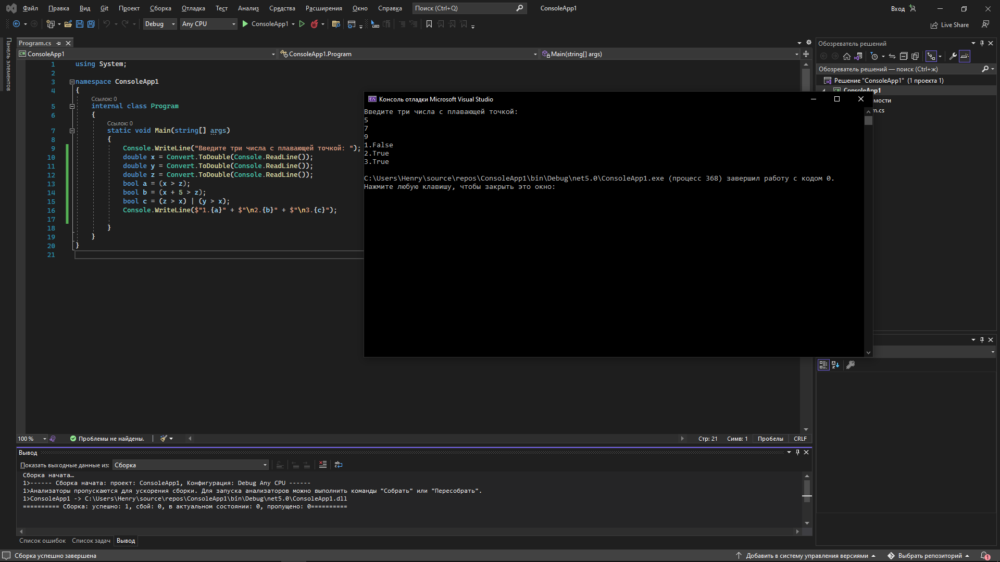 Файл Правка Вид Git Проект Сборка Отладка Тест Анализ Средства Расширения Окно Справка Поиск (Ctrl+Q) ConsoleApp1 Вход
Debug Any CPU ConsoleApp1 Live Share
Панель элементов
Program.cs
ConsoleApp1 ConsoleApp1.Program Main(string[] args)
1 using System;
2
3 namespace ConsoleApp1
4 {
Ссылок: 0
5 internal class Program
6 {
Ссылок: 0
7 static void Main(string[] args)
8 {
9 Console.WriteLine("Введите три числа с плавающей точкой: ");
10 double x = Convert.ToDouble(Console.ReadLine());
11 double y = Convert.ToDouble(Console.ReadLine());
12 double z = Convert.ToDouble(Console.ReadLine());
13 bool a = (x > z);
14 bool b = (x + 5 > z);
15 bool c = (z > x) | (y > x);
16 Console.WriteLine($"1.{a}" + $"\n2.{b}" + $"\n3.{c}");
17
18 }
19 }
20 }
21
Консоль отладки Microsoft Visual Studio
Введите три числа с плавающей точкой:
5
7
9
1.False
2.True
3.True
C:\Users\Henry\source\repos\ConsoleApp1\bin\Debug\net5.0\ConsoleApp1.exe (процесс 368) завершил работу с кодом 0.
Нажмите любую клавишу, чтобы закрыть это окно:
Обозреватель решений
Обозреватель решений — поиск (Ctrl+ж)
Решение "ConsoleApp1" (1 проекта 1)
ConsoleApp1
мости
m.cs
100 % Проблемы не найдены. Стр: 21 Симв: 1 Пробелы CRLF
Вывод
Показать выходные данные из: Сборка
Сборка начата…
1>------ Сборка начата: проект: ConsoleApp1, Конфигурация: Debug Any CPU ------
1>Анализаторы пропускаются для ускорения сборки. Для запуска анализаторов можно выполнить команды "Собрать" или "Пересобрать".
1>ConsoleApp1 -> C:\Users\Henry\source\repos\ConsoleApp1\bin\Debug\net5.0\ConsoleApp1.dll
========== Сборка: успешно: 1, сбой: 0, в актуальном состоянии: 0, пропущено: 0==========
Список ошибок Список задач Вывод
Сборка успешно завершена Добавить в систему управления версиями Выбрать репозиторий 1